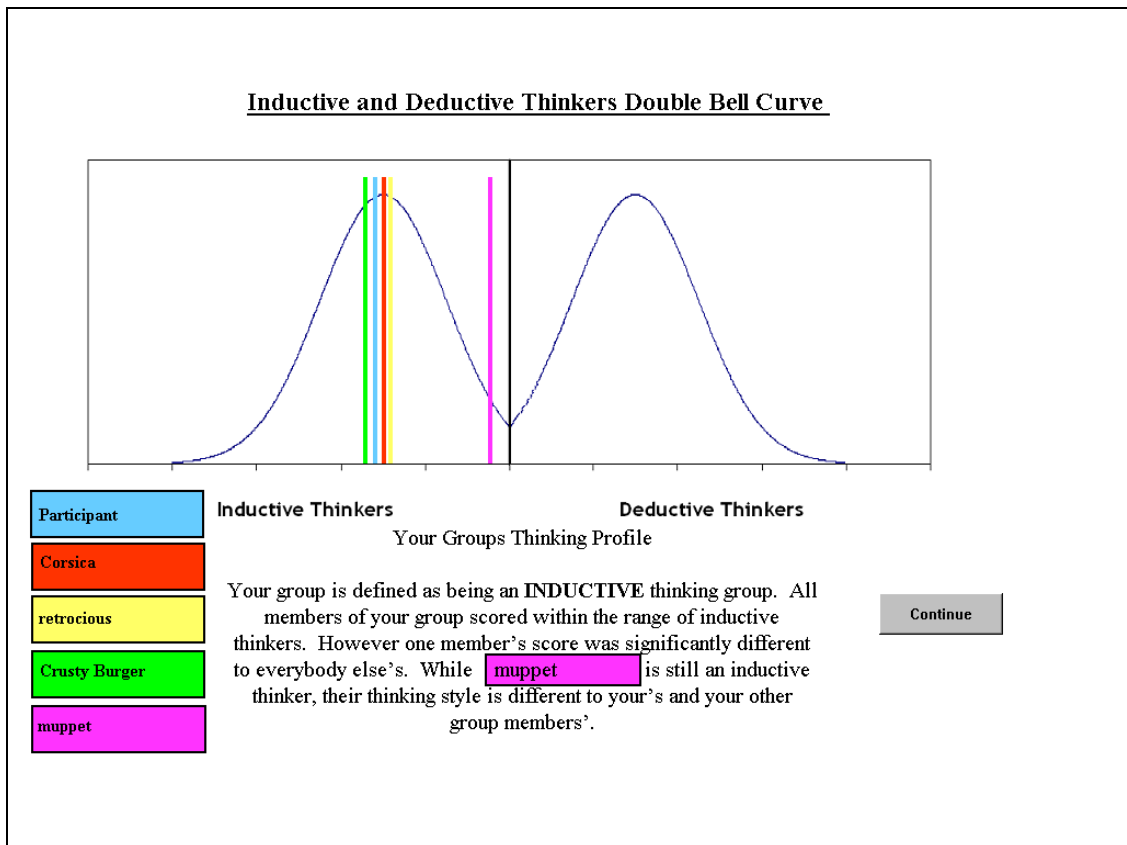 Inductive and Deductive Thinkers Double Bell Curve
Inductive Thinkers
Deductive Thinkers
Participant
Corsica
retrocious
Crusty Burger
muppet
Your Groups Thinking Profile
Your group is defined as being an INDUCTIVE thinking group.  All
members of your group scored within the range of inductive
thinkers.  However one member’s score was significantly different
to everybody else’s.  While muppet is still an inductive
thinker, their thinking style is different to your’s and your other
group members’.
Continue